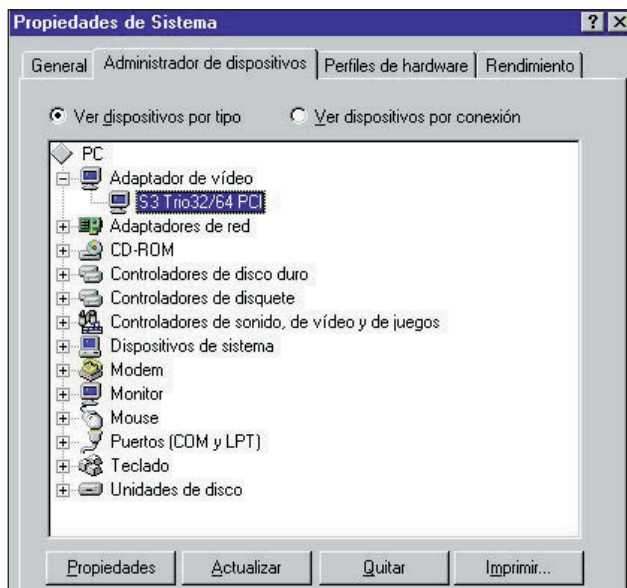 Propiedades de Sistema
General Administrador de dispositivos Perfiles de hardware Rendimiento
Ver dispositivos por tipo Ver dispositivos por conexión
PC
Adaptador de vídeo
S3 Trio32/64 PCI
Adaptadores de red
CD-ROM
Controladores de disco duro
Controladores de disquete
Controladores de sonido, de vídeo y de juegos
Dispositivos de sistema
Modem
Monitor
Mouse
Puertos (COM y LPT)
Teclado
Unidades de disco
Propiedades Actualizar Quitar Imprimir...